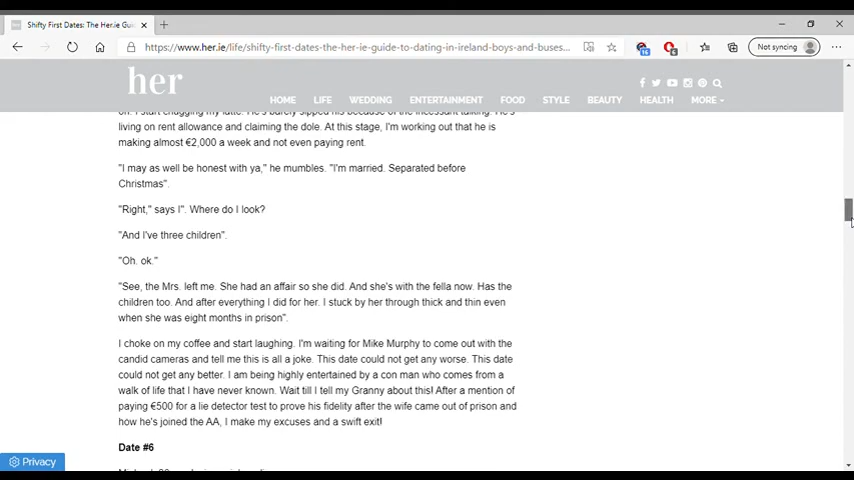 Shifty First Dates: The Her.ie Gui
https://www.her.ie/life/shifty-first-dates-the-her-ie-guide-to-dating-in-ireland-boys-and-buses...
16
6
Not syncing
her
HOME LIFE WEDDING ENTERTAINMENT FOOD STYLE BEAUTY HEALTH MORE
on. I start chugging my latte. He's barely sipped his because of the incessant talking. He's
living on rent allowance and claiming the dole. At this stage, I'm working out that he is
making almost €2,000 a week and not even paying rent.
"I may as well be honest with ya," he mumbles. "I'm married. Separated before
Christmas".
"Right," says I". Where do I look?
"And I've three children".
"Oh. ok."
"See, the Mrs. left me. She had an affair so she did. And she's with the fella now. Has the
children too. And after everything I did for her. I stuck by her through thick and thin even
when she was eight months in prison".
I choke on my coffee and start laughing. I'm waiting for Mike Murphy to come out with the
candid cameras and tell me this is all a joke. This date could not get any worse. This date
could not get any better. I am being highly entertained by a con man who comes from a
walk of life that I have never known. Wait till I tell my Granny about this! After a mention of
paying €500 for a lie detector test to prove his fidelity after the wife came out of prison and
how he's joined the AA, I make my excuses and a swift exit!
Date #6
Privacy